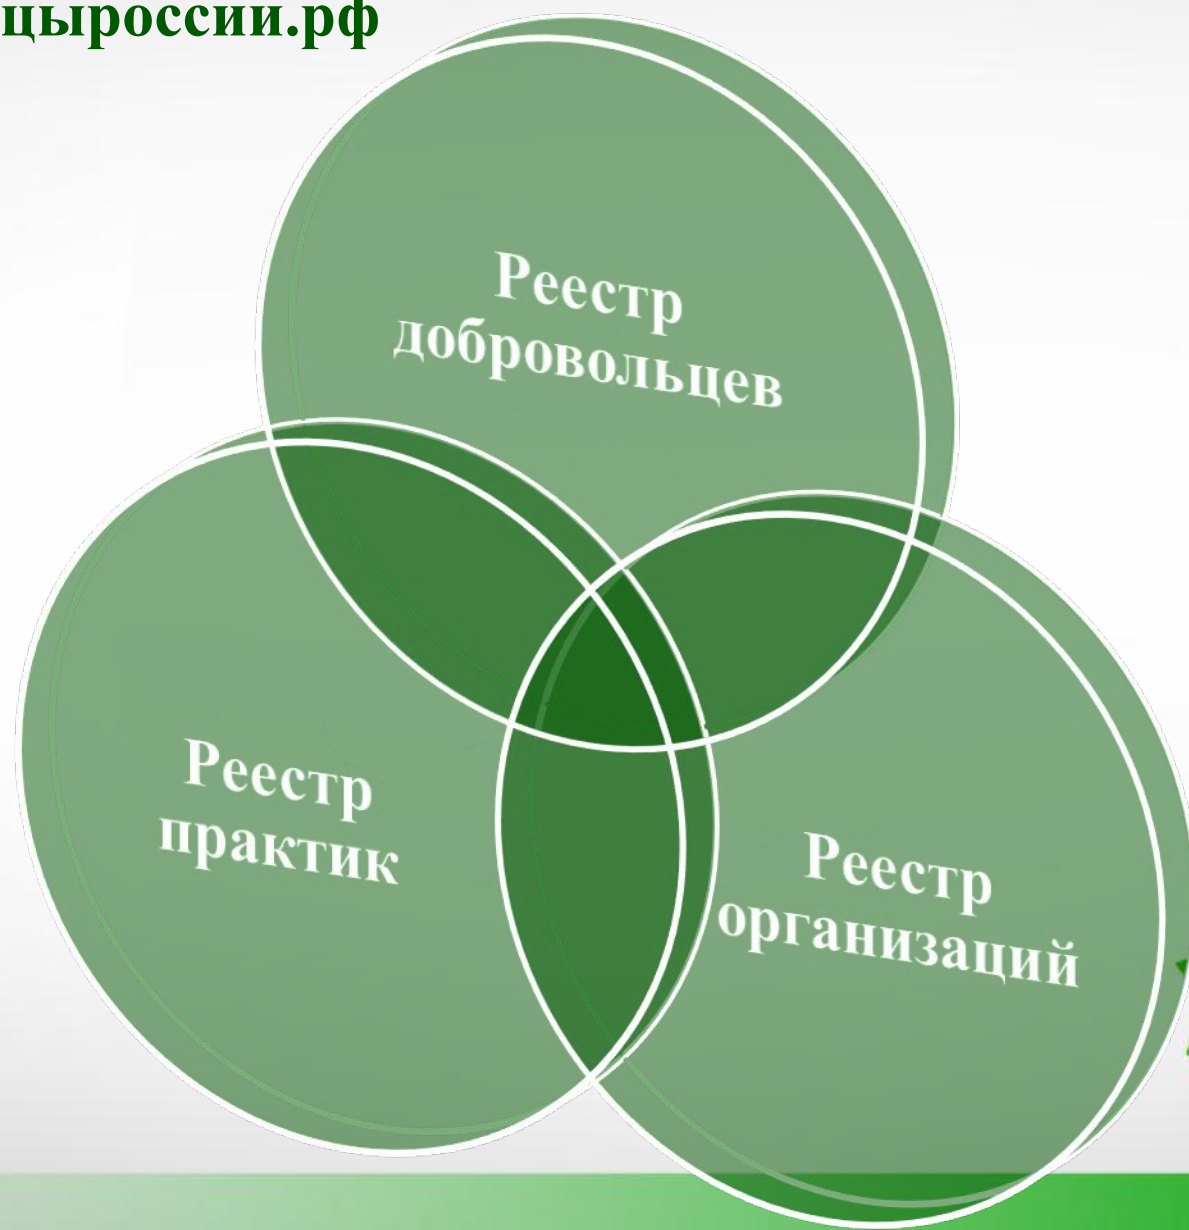 цыроссии.рф
Реестр
добровольцев
Реестр
практик
Реестр
организаций